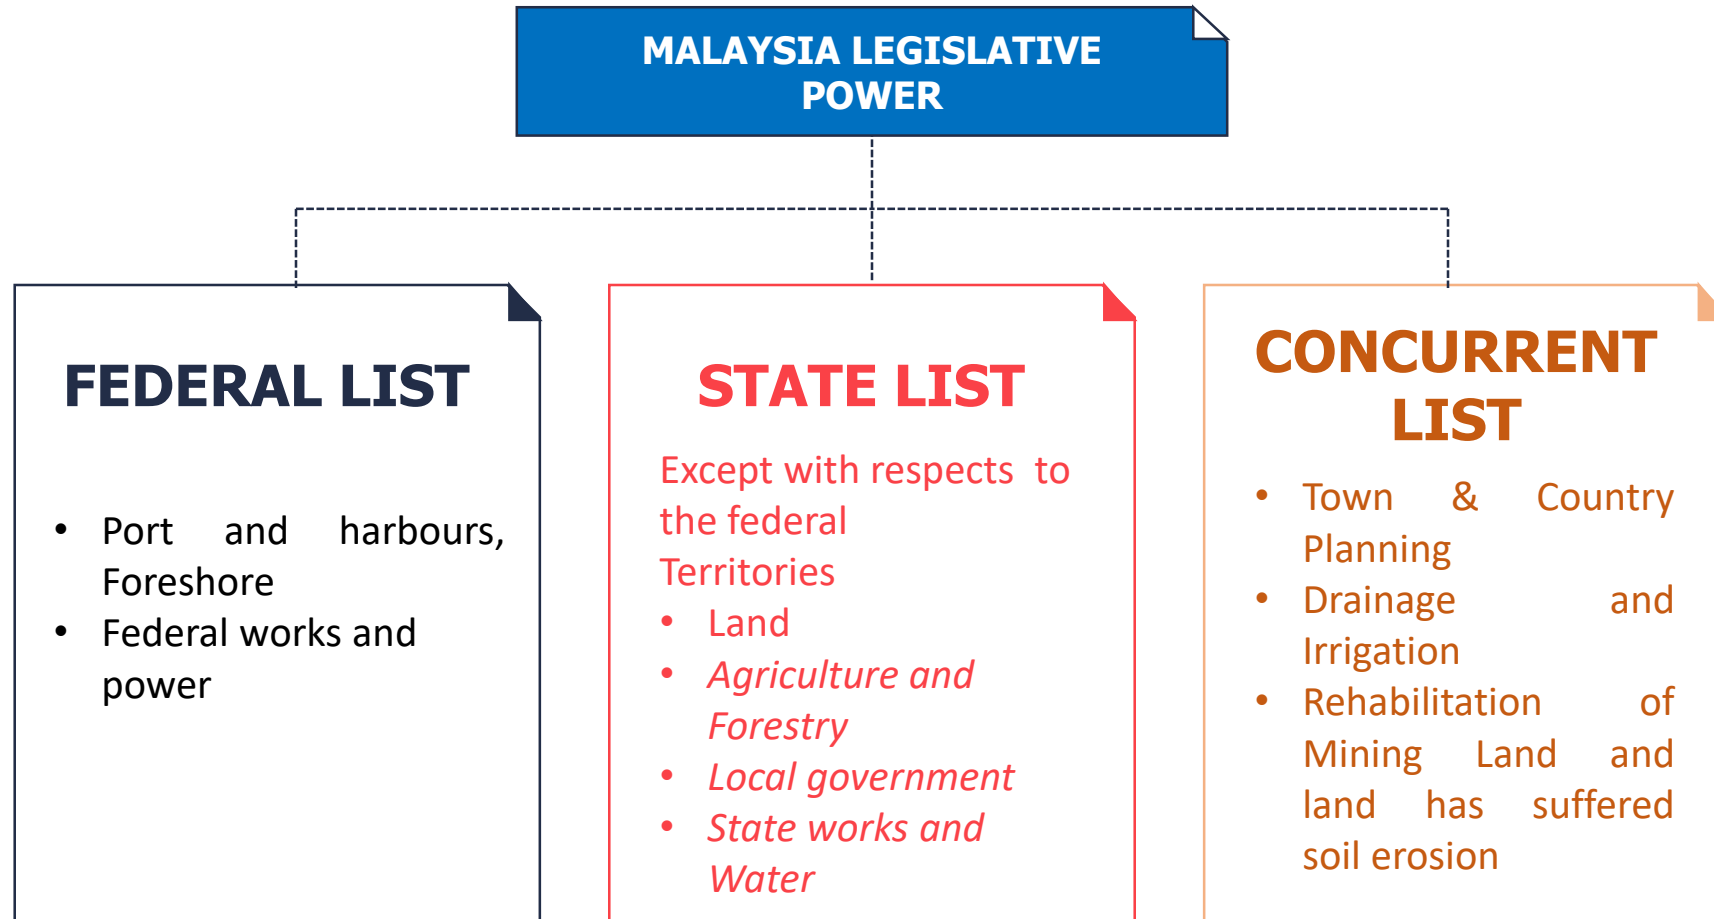 MALAYSIA LEGISLATIVE
POWER
FEDERAL LIST
• Port and harbours,
Foreshore
• Federal works and
power
STATE LIST
Except with respects to
the federal
Territories
• Land
• Agriculture and
Forestry
• Local government
• State works and
Water
CONCURRENT
LIST
• Town & Country
Planning
• Drainage and
Irrigation
• Rehabilitation of
Mining Land and
land has suffered
soil erosion